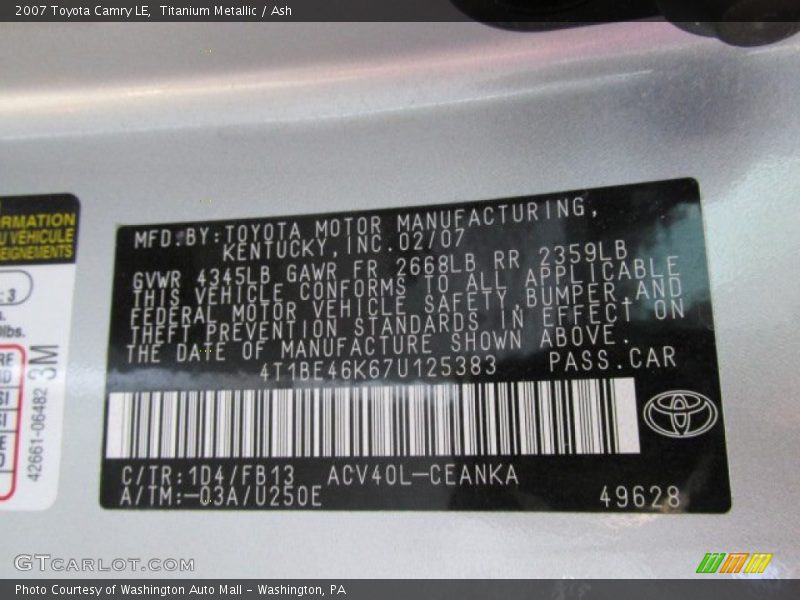 2007 Toyota Camry LE, Titanium Metallic / Ash
RMATION
U VEHICULE
EIGNEMENTS
: 3
lbs.
3M
42661-06482
MFD.BY:TOYOTA MOTOR MANUFACTURING,
KENTUCKY,INC.02/07
GVWR 4345LB GAWR FR 2668LB RR 2359LB
THIS VEHICLE CONFORMS TO ALL APPLICABLE
FEDERAL MOTOR VEHICLE SAFETY,BUMPER,AND
THEFT PREVENTION STANDARDS IN EFFECT ON
THE DATE OF MANUFACTURE SHOWN ABOVE.
4T1BE46K67U125383 PASS.CAR
C/TR:1D4/FB13 ACV40L-CEANKA
A/TM:-03A/U250E 49628
GTCARLOT.COM
Photo Courtesy of Washington Auto Mall – Washington, PA